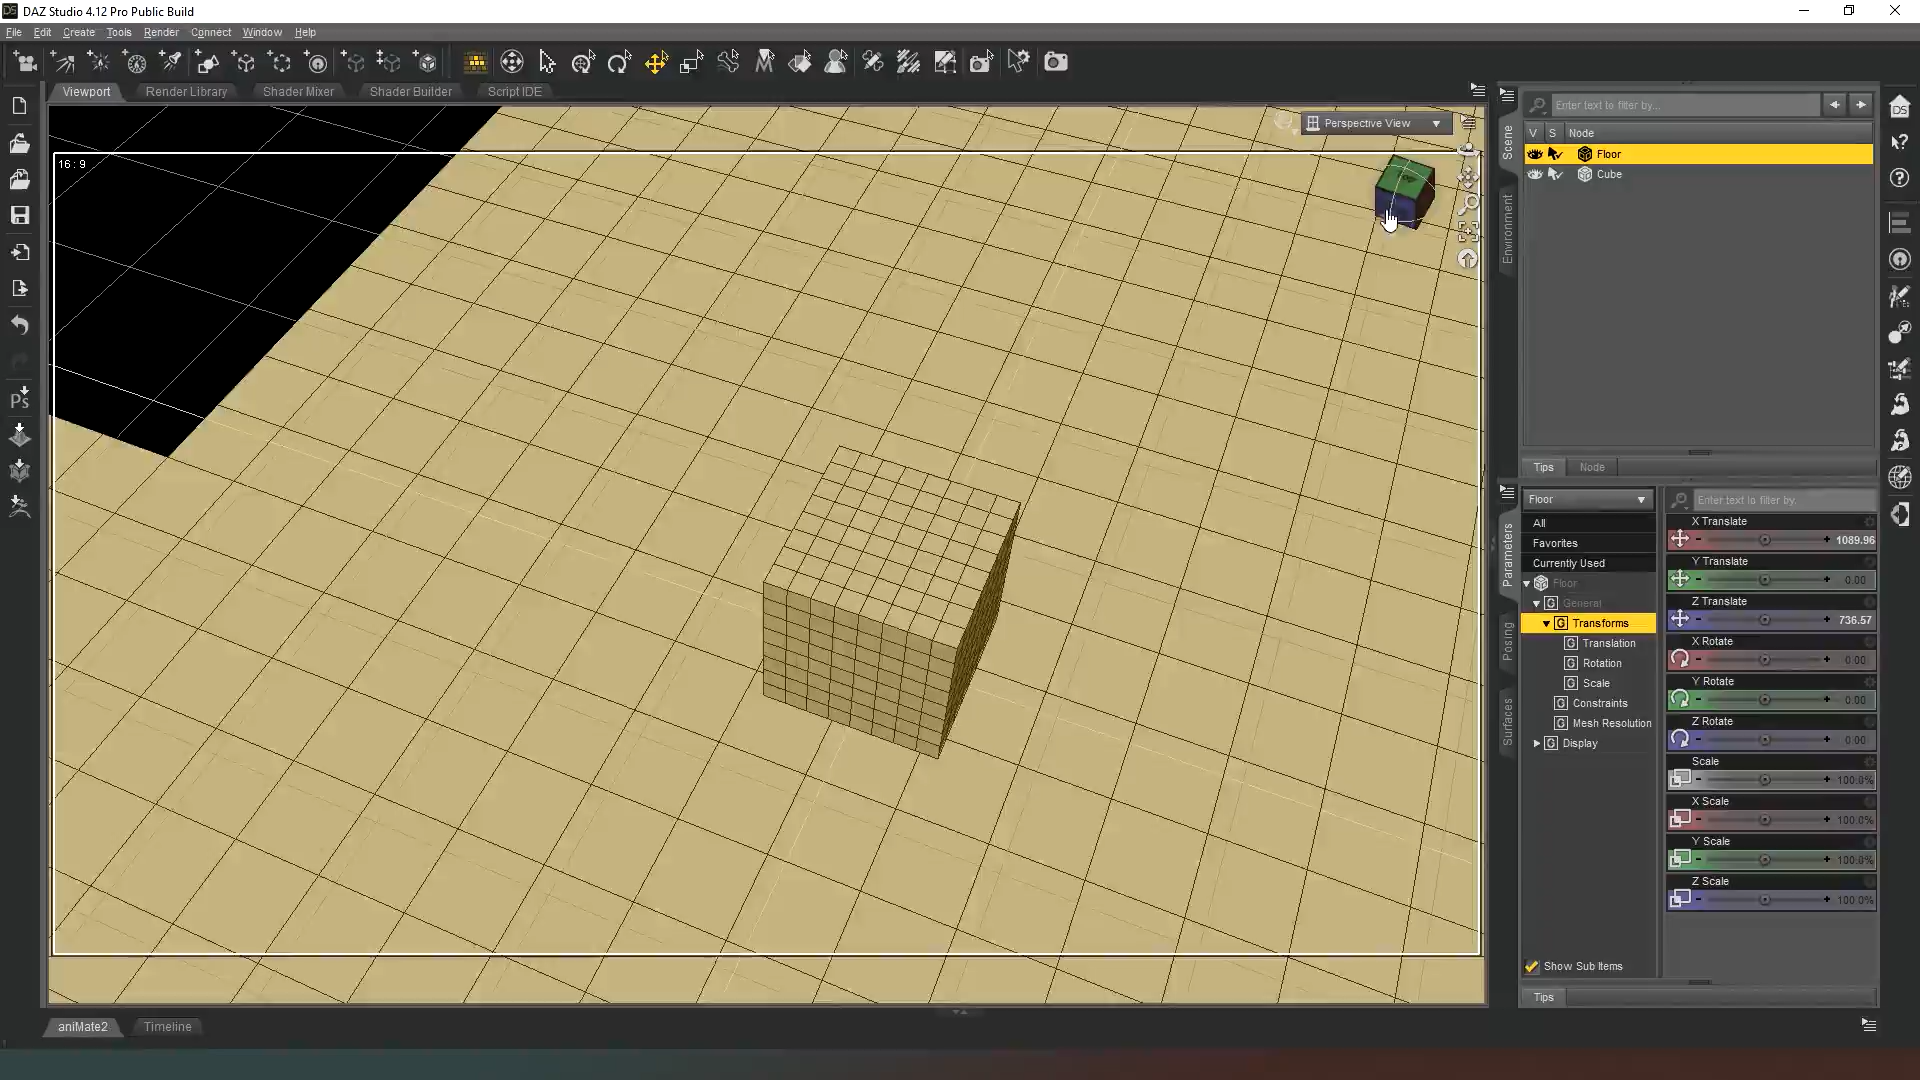 DAZ Studio 4.12 Pro Public Build
File Edit Create Tools Render Connect Window Help
Viewport Render Library Shader Mixer Shader Builder Script IDE
Perspective View
16 : 9
Scene
Environment
Enter text to filter by...
V S Node
Floor
Cube
Tips Node
Parameters
Posing
Surfaces
Floor
All
Favorites
Currently Used
Floor
General
Transforms
Translation
Rotation
Scale
Constraints
Mesh Resolution
Display
Show Sub Items
Enter text to filter by.
X Translate
1089.96
Y Translate
0.00
Z Translate
736.57
X Rotate
0.00
Y Rotate
0.00
Z Rotate
0.00
Scale
100.0%
X Scale
100.0%
Y Scale
100.0%
Z Scale
100.0%
Tips
aniMate2 Timeline
Ps
DS